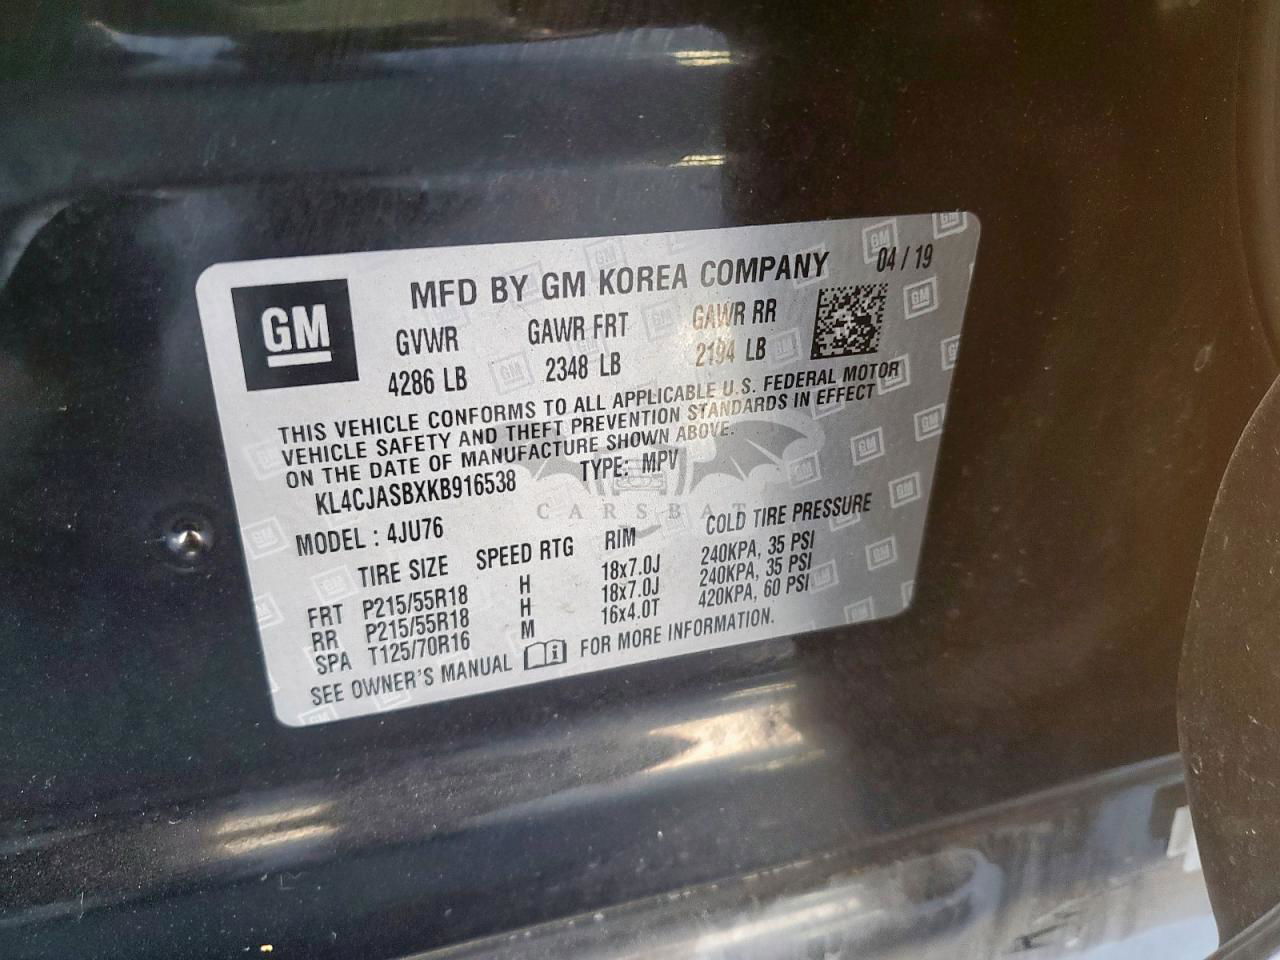 MFD BY GM KOREA COMPANY 04 / 19
GM
GVWR GAWR FRT GAWR RR
4286 LB 2348 LB 2194 LB
THIS VEHICLE CONFORMS TO ALL APPLICABLE U.S. FEDERAL MOTOR
VEHICLE SAFETY AND THEFT PREVENTION STANDARDS IN EFFECT
ON THE DATE OF MANUFACTURE SHOWN ABOVE.
KL4CJASBXKB916538 TYPE: MPV
CARSBAT
MODEL : 4JU76
TIRE SIZE SPEED RTG RIM COLD TIRE PRESSURE
FRT P215/55R18 H 18x7.0J 240KPA, 35 PSI
RR P215/55R18 H 18x7.0J 240KPA, 35 PSI
SPA T125/70R16 M 16x4.0T 420KPA, 60 PSI
SEE OWNER'S MANUAL FOR MORE INFORMATION.